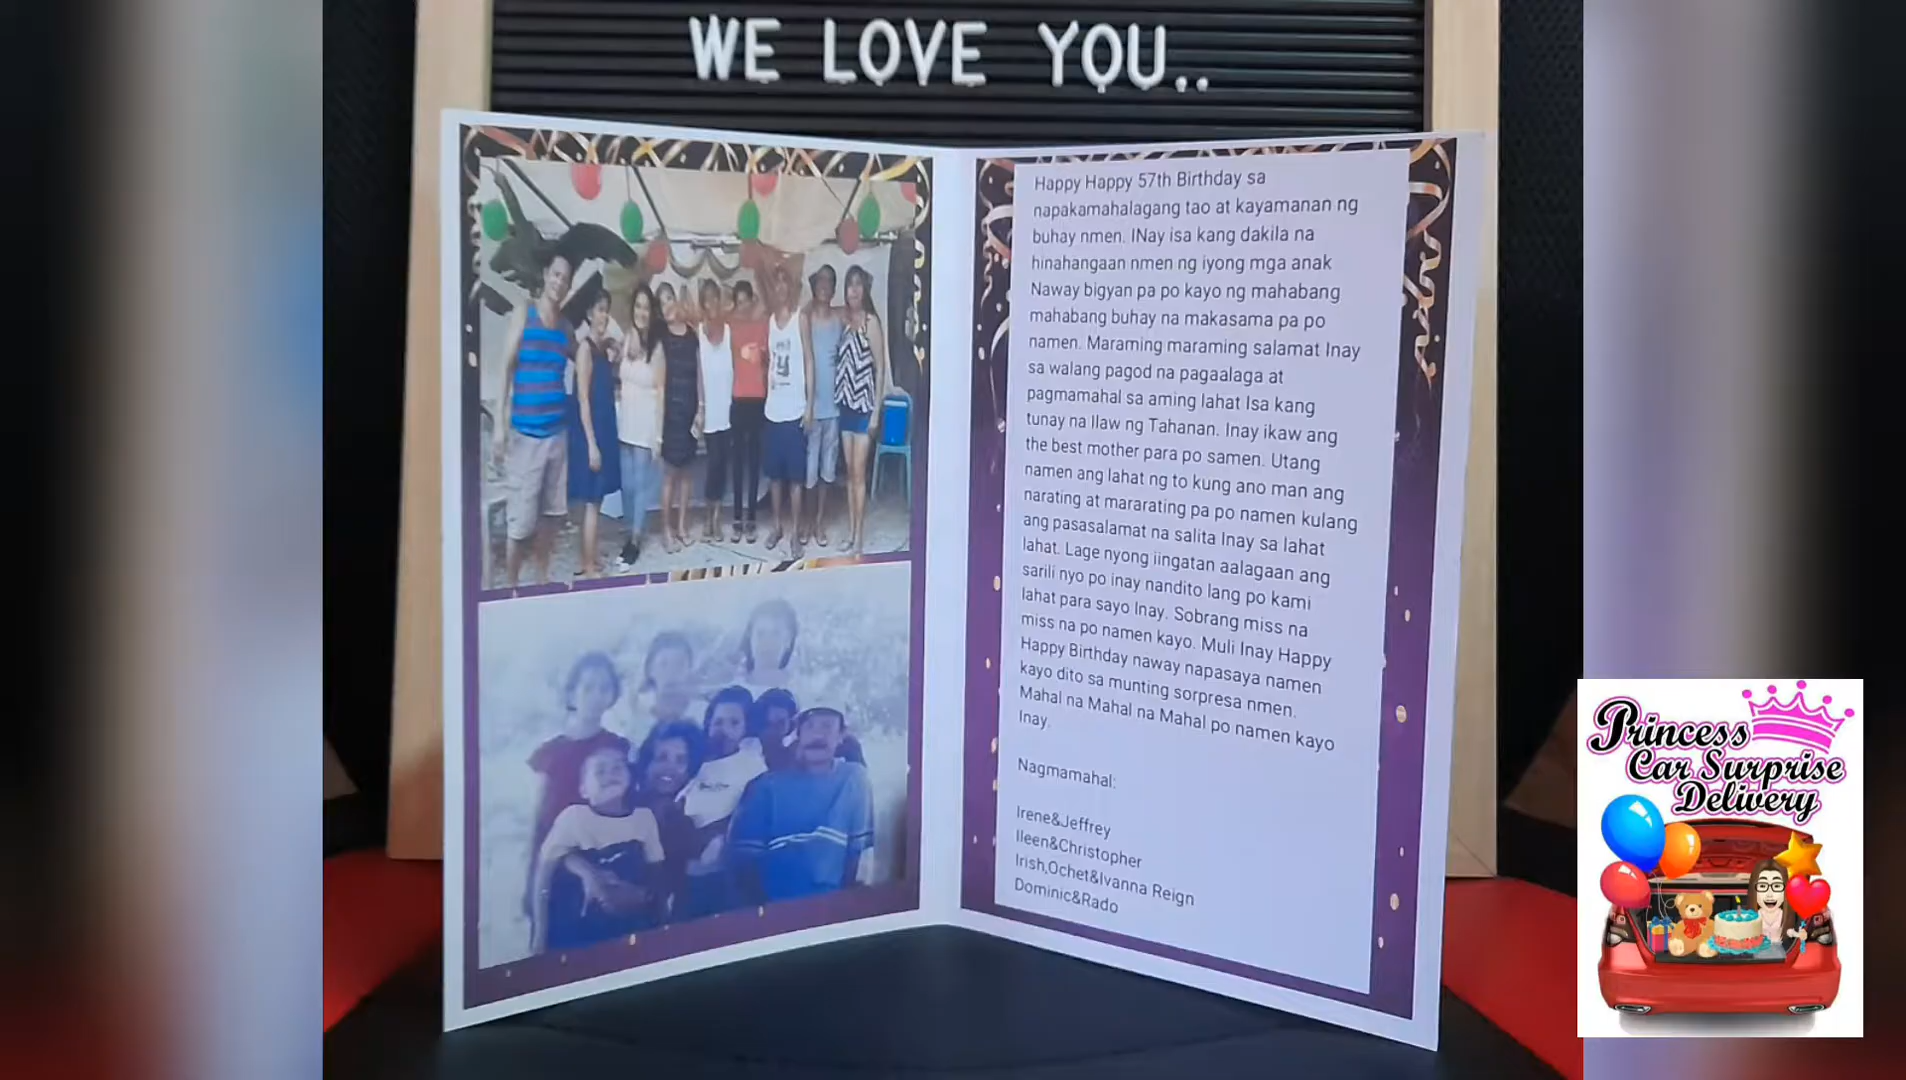 WE LOVE YOU..
Happy Happy 57th Birthday sa
napakamahalagang tao at kayamanan ng
buhay nmen. INay isa kang dakila na
hinahangaan nmen ng iyong mga anak
Naway bigyan pa po kayo ng mahabang
mahabang buhay na makasama pa po
namen. Maraming maraming salamat Inay
sa walang pagod na pagaalaga at
pagmamahal sa aming lahat Isa kang
tunay na Ilaw ng Tahanan. Inay ikaw ang
the best mother para po samen. Utang
namen ang lahat ng to kung ano man ang
narating at mararating pa po namen kulang
ang pasasalamat na salita Inay sa lahat
lahat. Lage nyong iingatan aalagaan ang
sarili nyo po inay nandito lang po kami
lahat para sayo Inay. Sobrang miss na
miss na po namen kayo. Muli Inay Happy
Happy Birthday naway napasaya namen
kayo dito sa munting sorpresa nmen.
Mahal na Mahal na Mahal po namen kayo
Inay.
Nagmamahal:
Irene&Jeffrey
Ileen&Christopher
Irish,Ochet&Ivanna Reign
Dominic&Rado
Princess
Car Surprise
Delivery